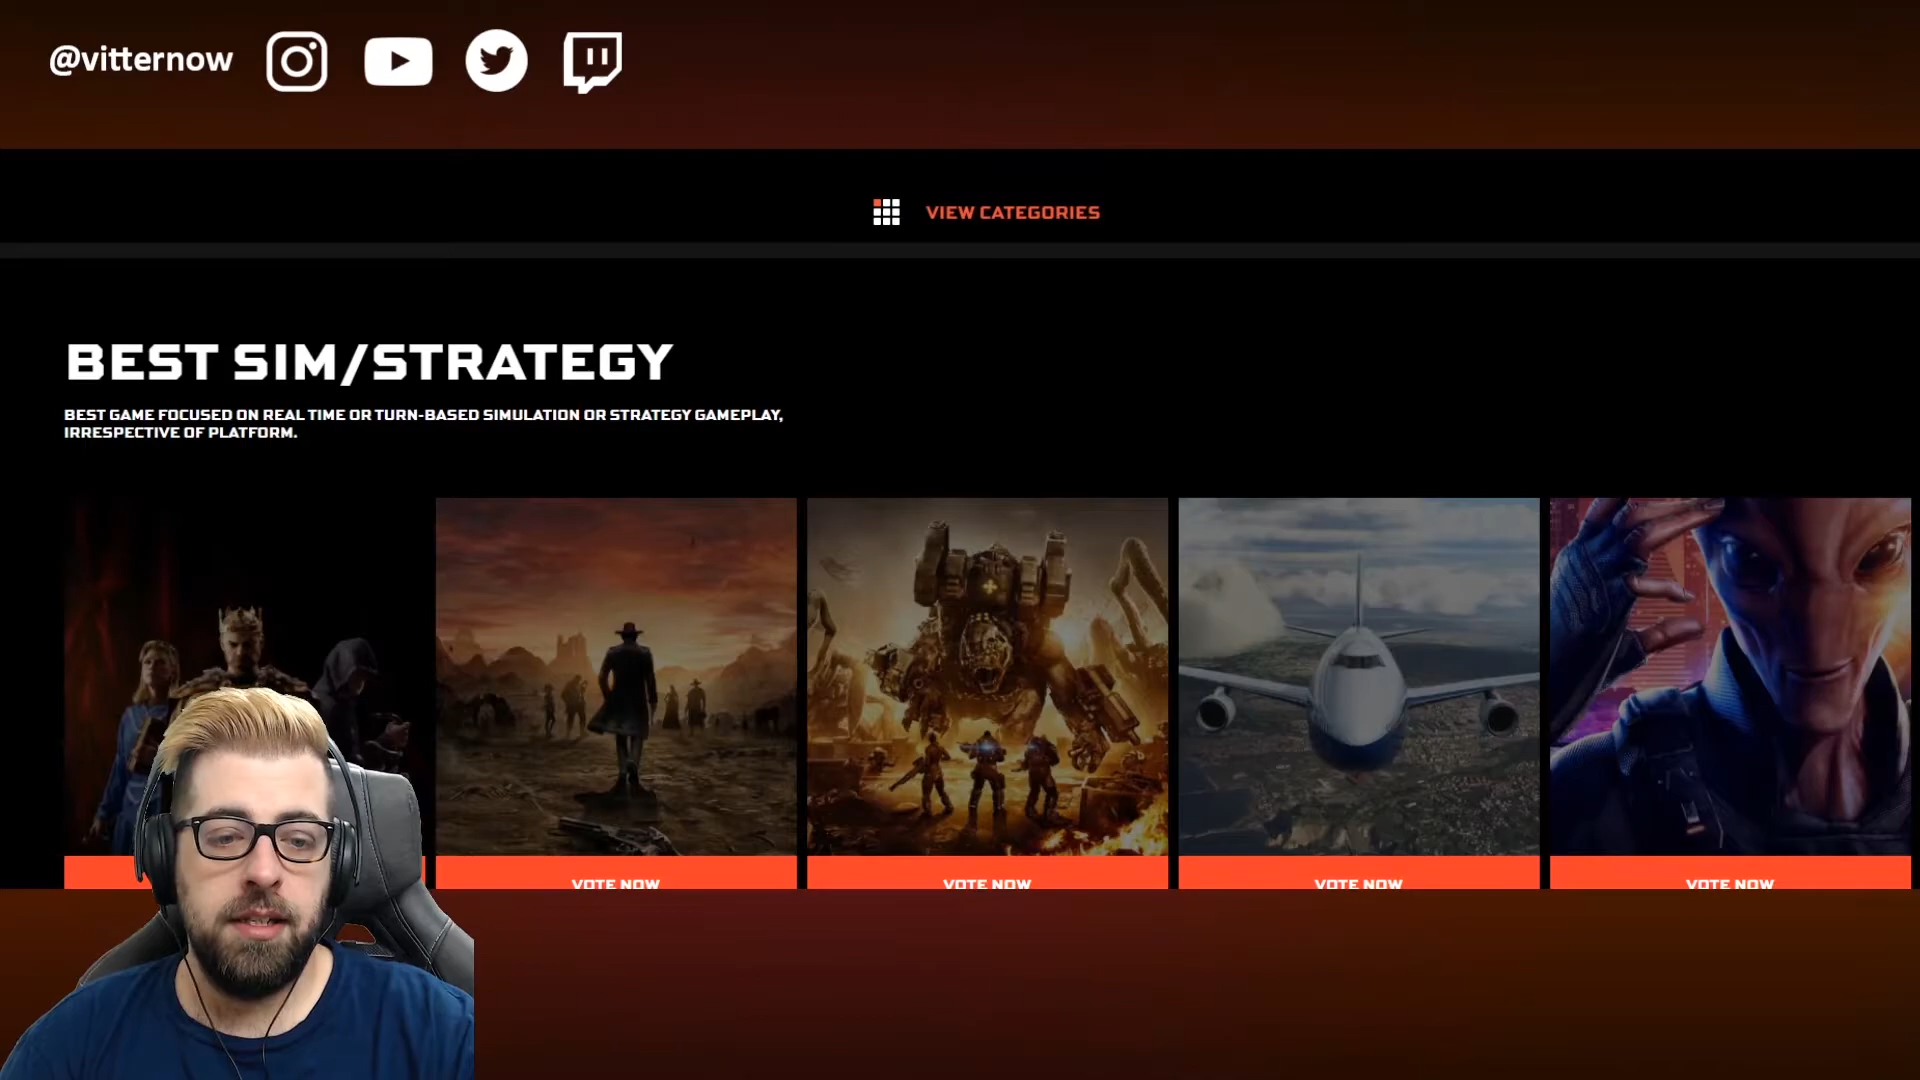 @vitternow
VIEW CATEGORIES
BEST SIM/STRATEGY
BEST GAME FOCUSED ON REAL TIME OR TURN-BASED SIMULATION OR STRATEGY GAMEPLAY,
IRRESPECTIVE OF PLATFORM.
VOTE NOW
VOTE NOW
VOTE NOW
VOTE NOW